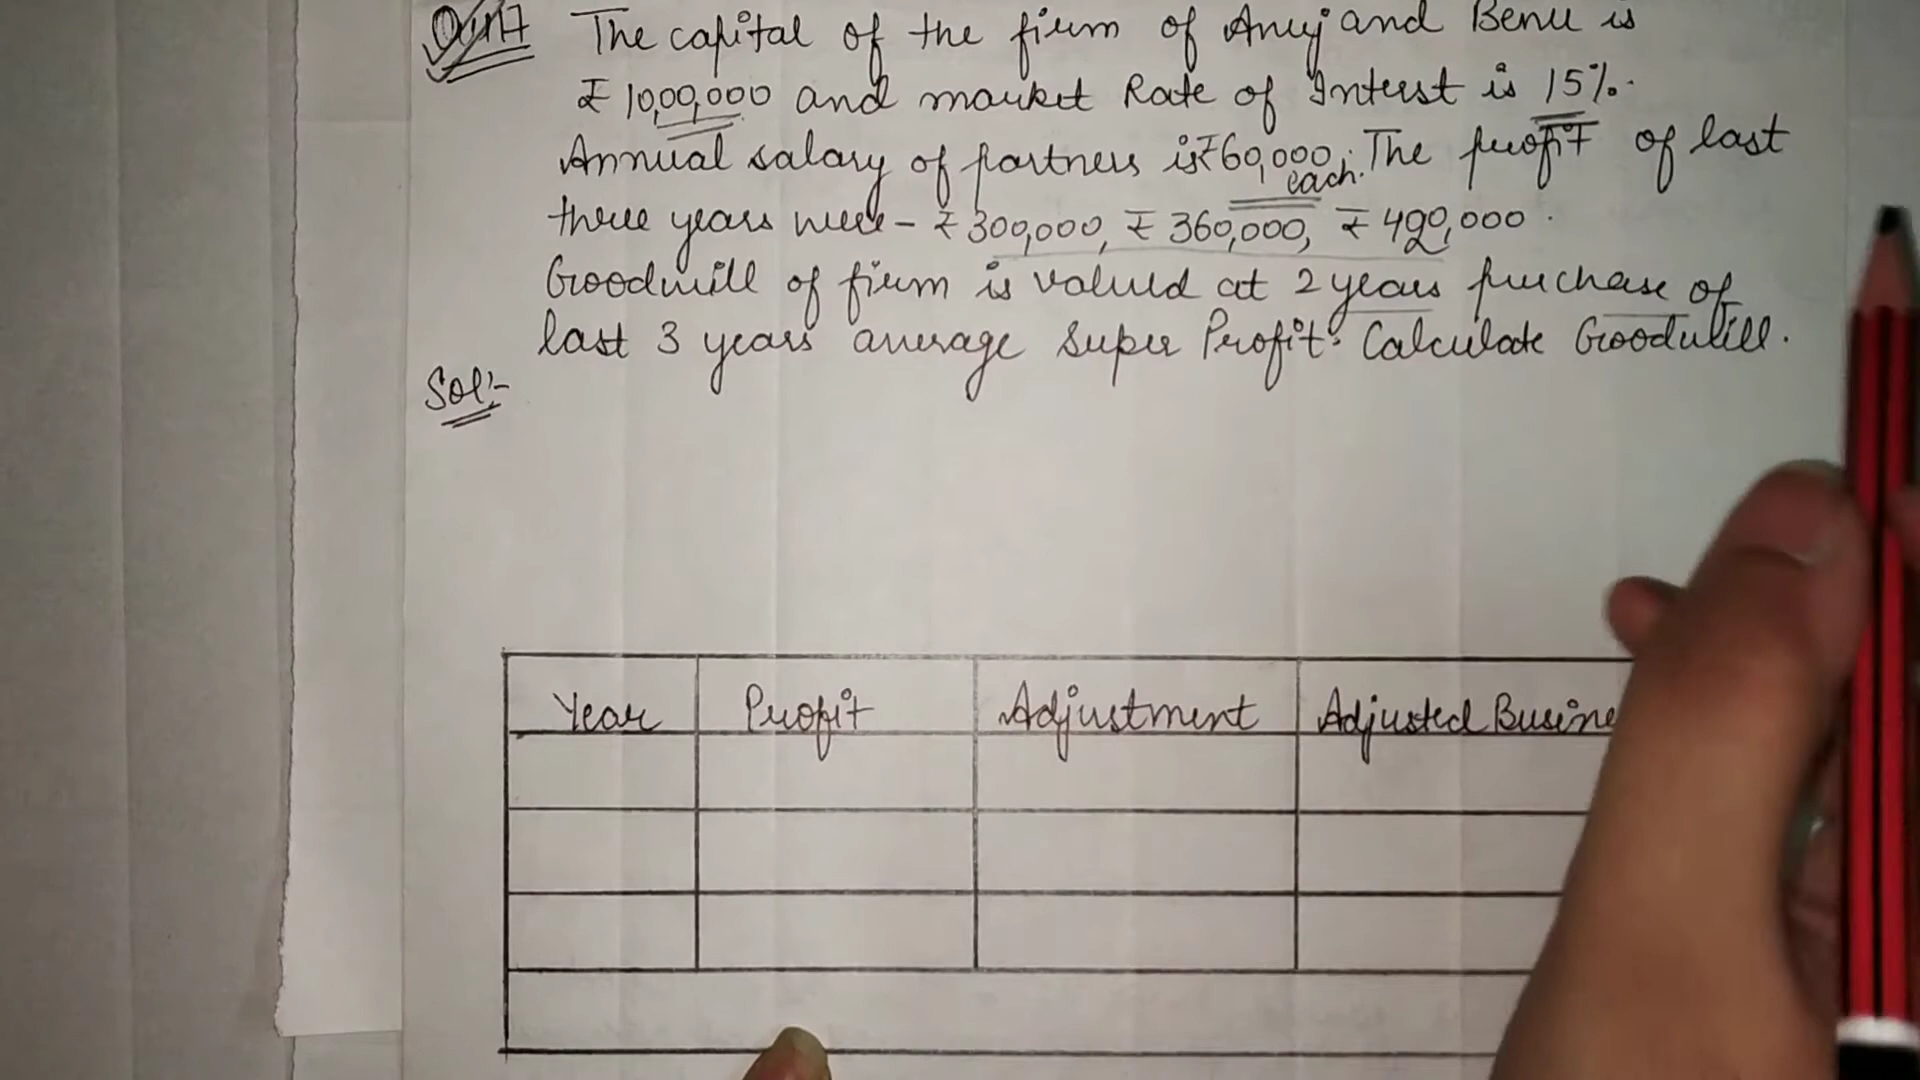 Qu.17 The capital of the firm of Anuj and Benu is
₹ 10,00,000 and market Rate of Interest is 15%.
Annual salary of partners is ₹60,000 each. The profit of last
three years were - ₹ 300,000, ₹ 360,000, ₹ 420,000.
Goodwill of firm is valued at 2 years purchase of
last 3 years average Super Profit. Calculate Goodwill.
Sol:-
Year Profit Adjustment Adjusted Busine